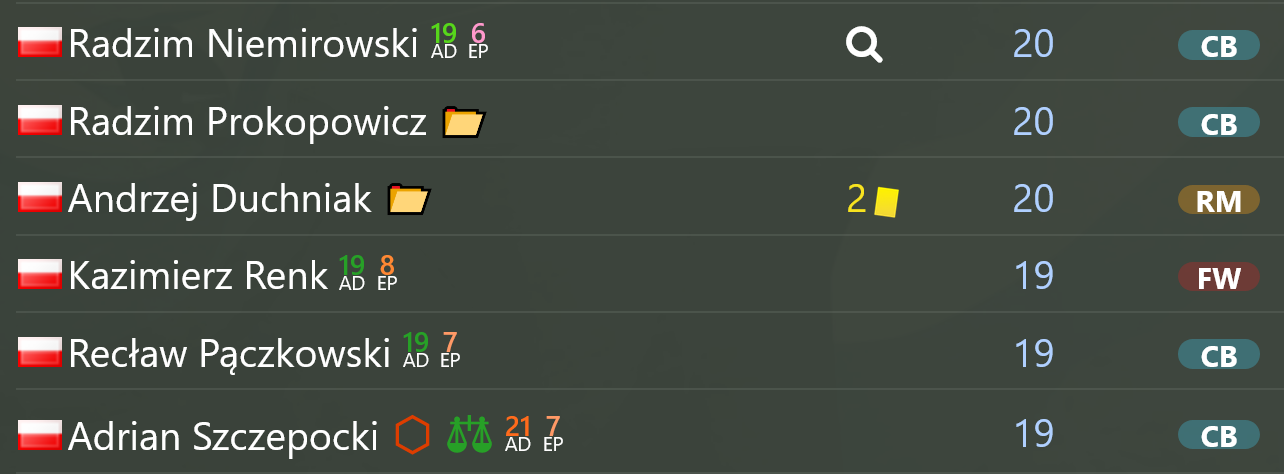 Radzim Niemirowski 19 AD 6 EP 20 CB
Radzim Prokopowicz 20 CB
Andrzej Duchniak 2 20 RM
Kazimierz Renk 19 AD 8 EP 19 FW
Recław Pączkowski 19 AD 7 EP 19 CB
Adrian Szczepocki 21 AD 7 EP 19 CB